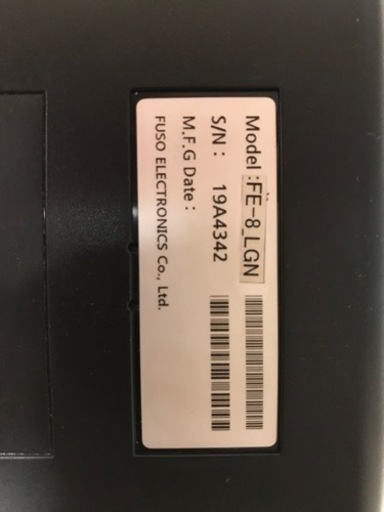 Model : FE-8_LGN
S/N : 19A4342
M.F.G Date :
FUSO ELECTRONICS Co., Ltd.